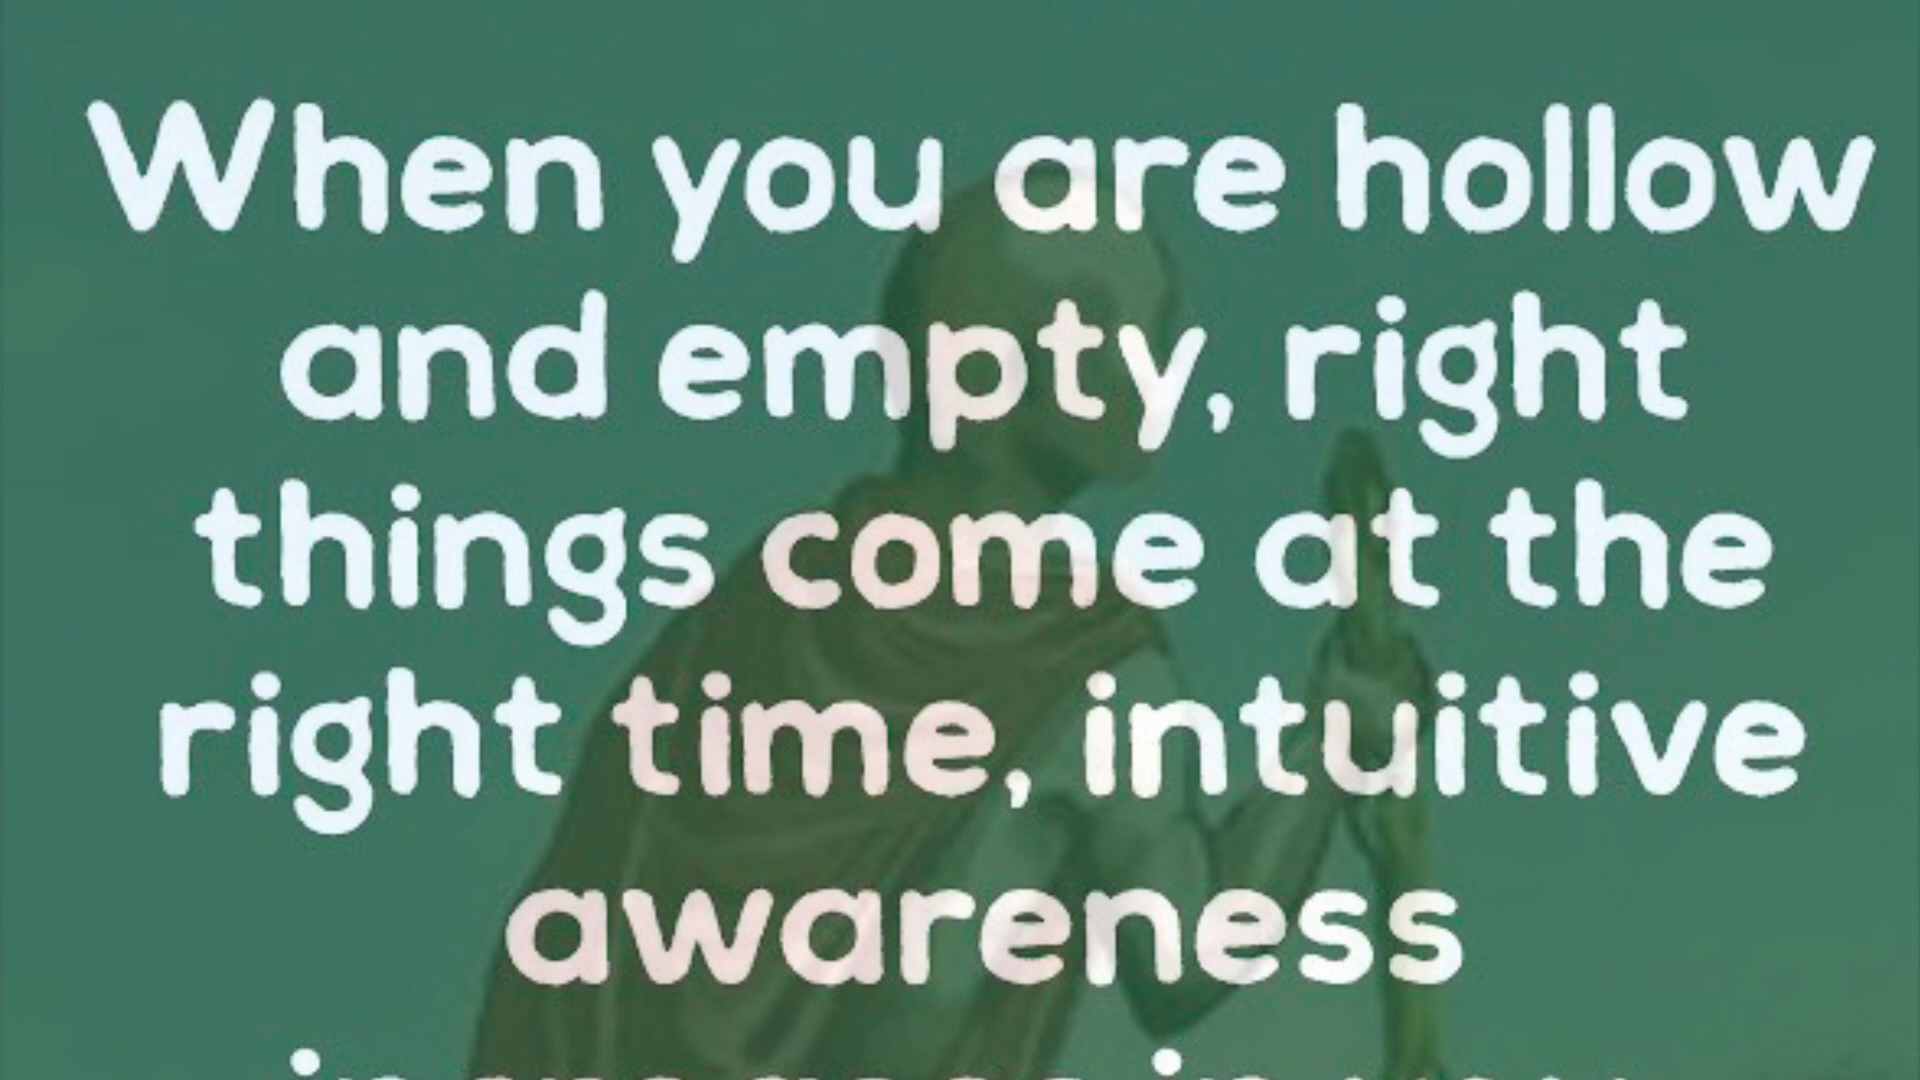 When you are hollow
and empty, right
things come at the
right time, intuitive
awareness